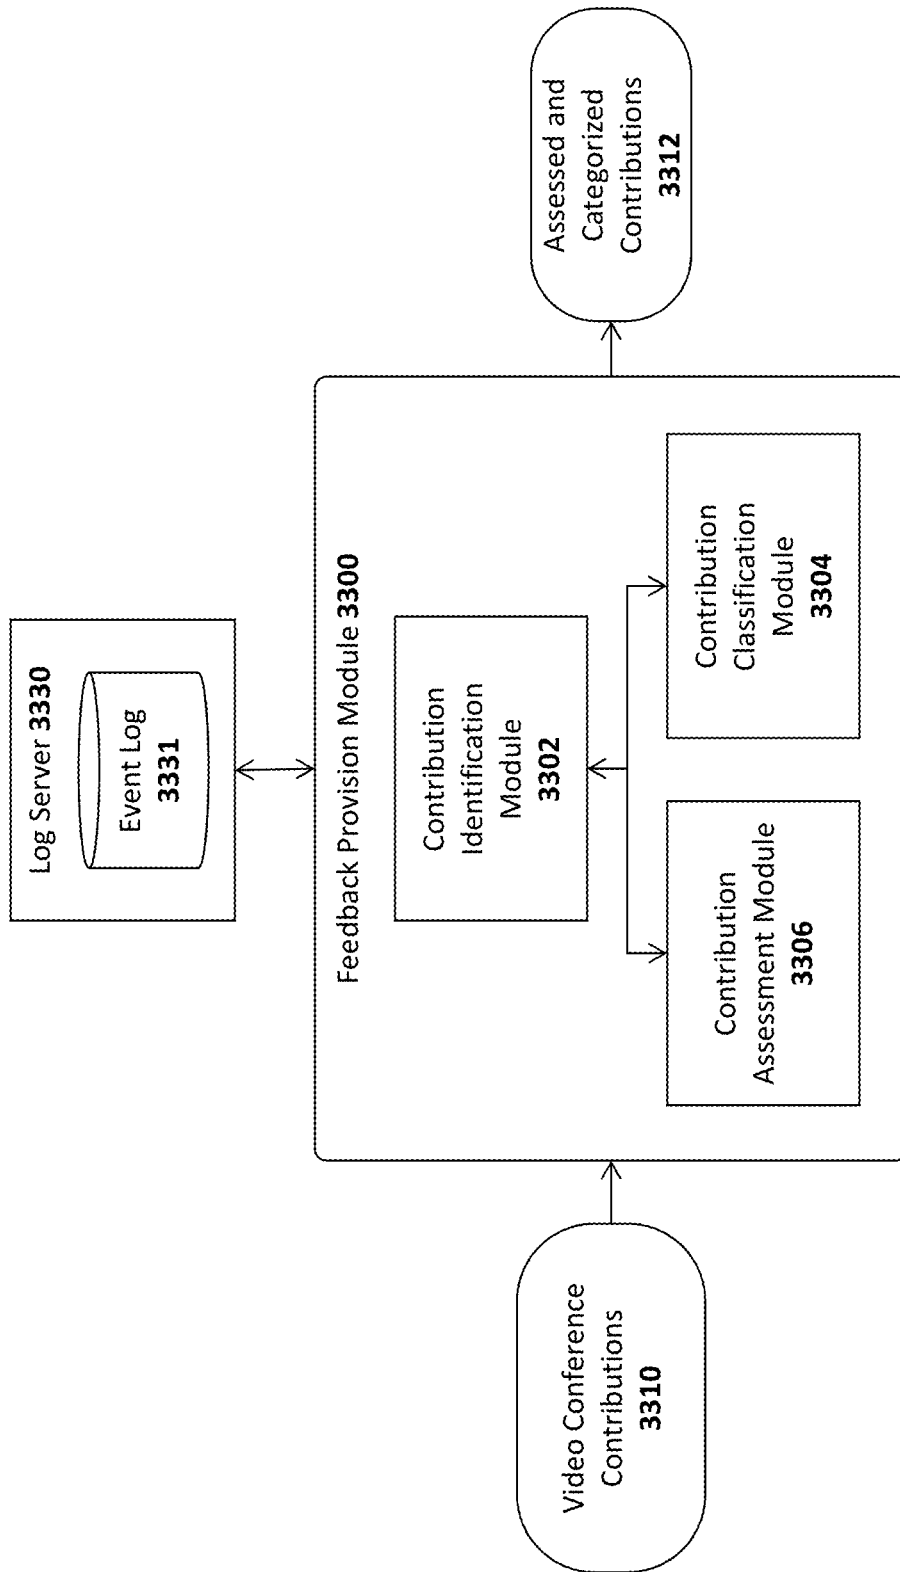 Log Server 3330
Event Log
3331
Feedback Provision Module 3300
Contribution
Identification
Module
3302
Contribution
Assessment Module
3306
Contribution
Classification
Module
3304
Video Conference
Contributions
3310
Assessed and
Categorized
Contributions
3312